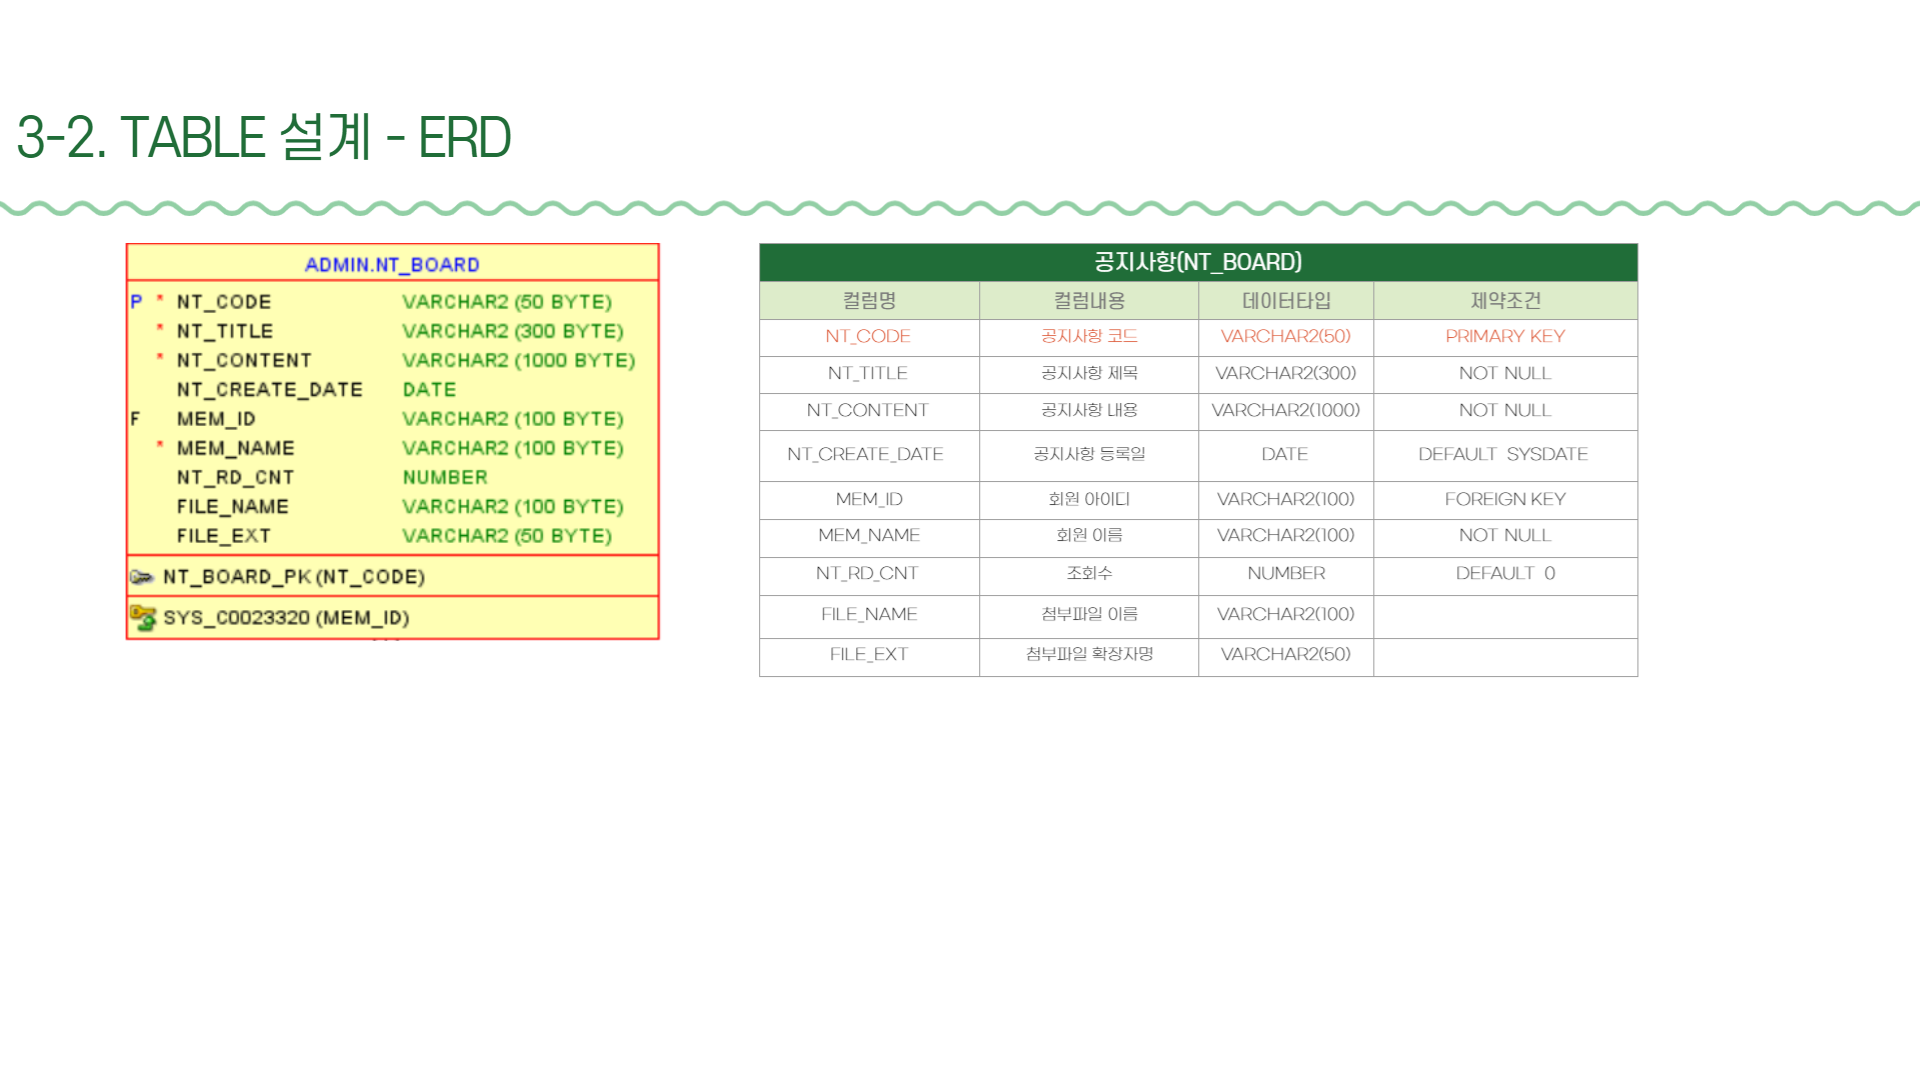 3-2. TABLE 설계 - ERD
ADMIN.NT_BOARD
P * NT_CODE VARCHAR2 (50 BYTE)
* NT_TITLE VARCHAR2 (300 BYTE)
* NT_CONTENT VARCHAR2 (1000 BYTE)
NT_CREATE_DATE DATE
F MEM_ID VARCHAR2 (100 BYTE)
* MEM_NAME VARCHAR2 (100 BYTE)
NT_RD_CNT NUMBER
FILE_NAME VARCHAR2 (100 BYTE)
FILE_EXT VARCHAR2 (50 BYTE)
NT_BOARD_PK (NT_CODE)
SYS_C0023320 (MEM_ID)
공지사항(NT_BOARD)
컬럼명 컬럼내용 데이터타입 제약조건
NT_CODE 공지사항 코드 VARCHAR2(50) PRIMARY KEY
NT_TITLE 공지사항 제목 VARCHAR2(300) NOT NULL
NT_CONTENT 공지사항 내용 VARCHAR2(1000) NOT NULL
NT_CREATE_DATE 공지사항 등록일 DATE DEFAULT SYSDATE
MEM_ID 회원 아이디 VARCHAR2(100) FOREIGN KEY
MEM_NAME 회원 이름 VARCHAR2(100) NOT NULL
NT_RD_CNT 조회수 NUMBER DEFAULT 0
FILE_NAME 첨부파일 이름 VARCHAR2(100)
FILE_EXT 첨부파일 확장자명 VARCHAR2(50)